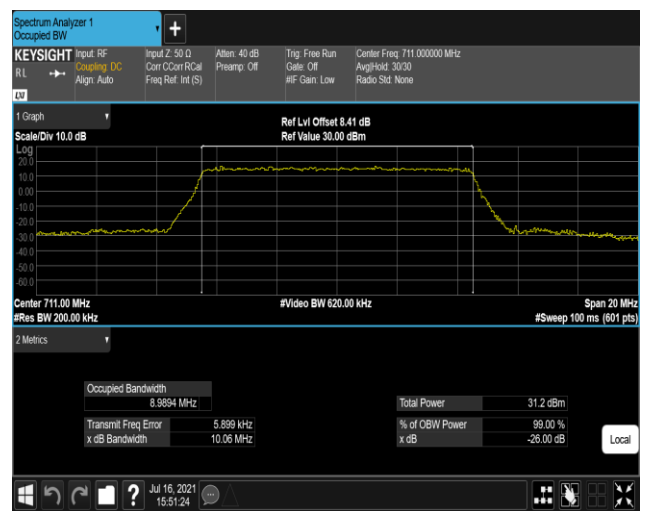 Spectrum Analyzer 1
Occupied BW
+
KEYSIGHT Input: RF Input Z: 50 Ω Atten: 40 dB Trig: Free Run Center Freq: 711.000000 MHz
RL Coupling: DC Corr CCorr RCal Preamp: Off Gate: Off Avg|Hold: 30/30
Align: Auto Freq Ref: Int (S) #IF Gain: Low Radio Std: None
LXI
1 Graph
Ref Lvl Offset 8.41 dB
Scale/Div 10.0 dB Ref Value 30.00 dBm
Log
20.0
10.0
0.00
-10.0
-20.0
-30.0
-40.0
-50.0
-60.0
Center 711.00 MHz #Video BW 620.00 kHz Span 20 MHz
#Res BW 200.00 kHz #Sweep 100 ms (601 pts)
2 Metrics
Occupied Bandwidth
8.9894 MHz Total Power 31.2 dBm
Transmit Freq Error 5.899 kHz % of OBW Power 99.00 %
x dB Bandwidth 10.06 MHz x dB -26.00 dB
Local
? Jul 16, 2021
15:51:24